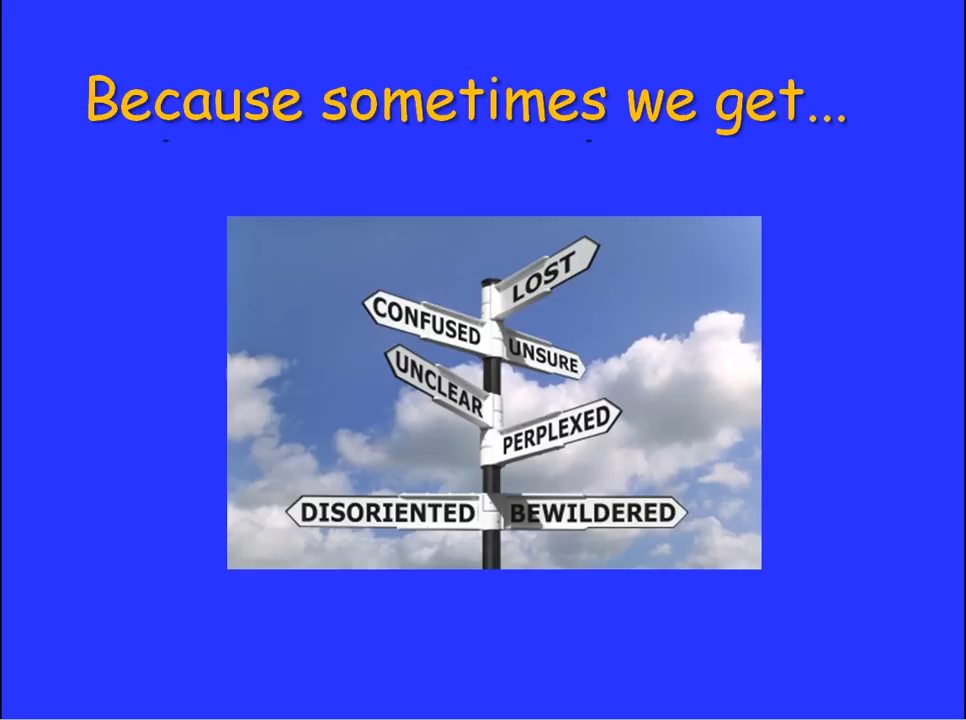 Because sometimes we get...
LOST
CONFUSED
UNSURE
UNCLEAR
PERPLEXED
DISORIENTED
BEWILDERED